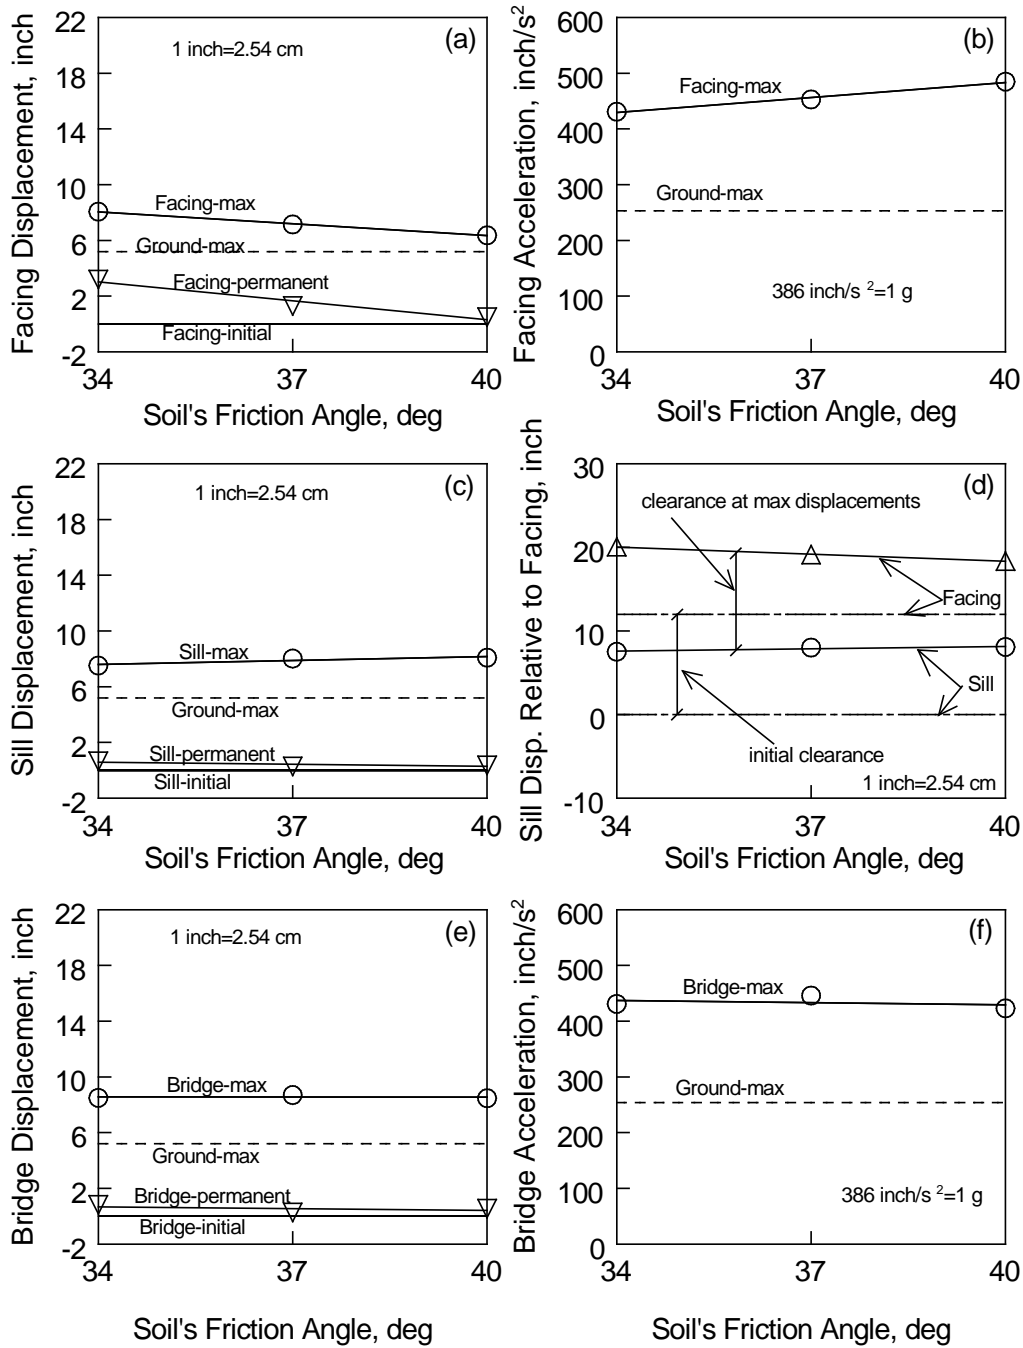 Facing Displacement, inch
22
18
14
10
6
2
-2
(a)
1 inch=2.54 cm
Facing-max
Ground-max
Facing-permanent
Facing-initial
34
37
40
Soil's Friction Angle, deg
Facing Acceleration, inch/s²
600
500
400
300
200
100
0
(b)
Facing-max
Ground-max
386 inch/s ²=1 g
34
37
40
Soil's Friction Angle, deg
Sill Displacement, inch
22
18
14
10
6
2
-2
(c)
1 inch=2.54 cm
Sill-max
Ground-max
Sill-permanent
Sill-initial
34
37
40
Soil's Friction Angle, deg
Sill Disp. Relative to Facing, inch
30
20
10
0
-10
(d)
clearance at max displacements
Facing
Sill
initial clearance
1 inch=2.54 cm
34
37
40
Soil's Friction Angle, deg
Bridge Displacement, inch
22
18
14
10
6
2
-2
(e)
1 inch=2.54 cm
Bridge-max
Ground-max
Bridge-permanent
Bridge-initial
34
37
40
Soil's Friction Angle, deg
Bridge Acceleration, inch/s²
600
500
400
300
200
100
0
(f)
Bridge-max
Ground-max
386 inch/s ²=1 g
34
37
40
Soil's Friction Angle, deg